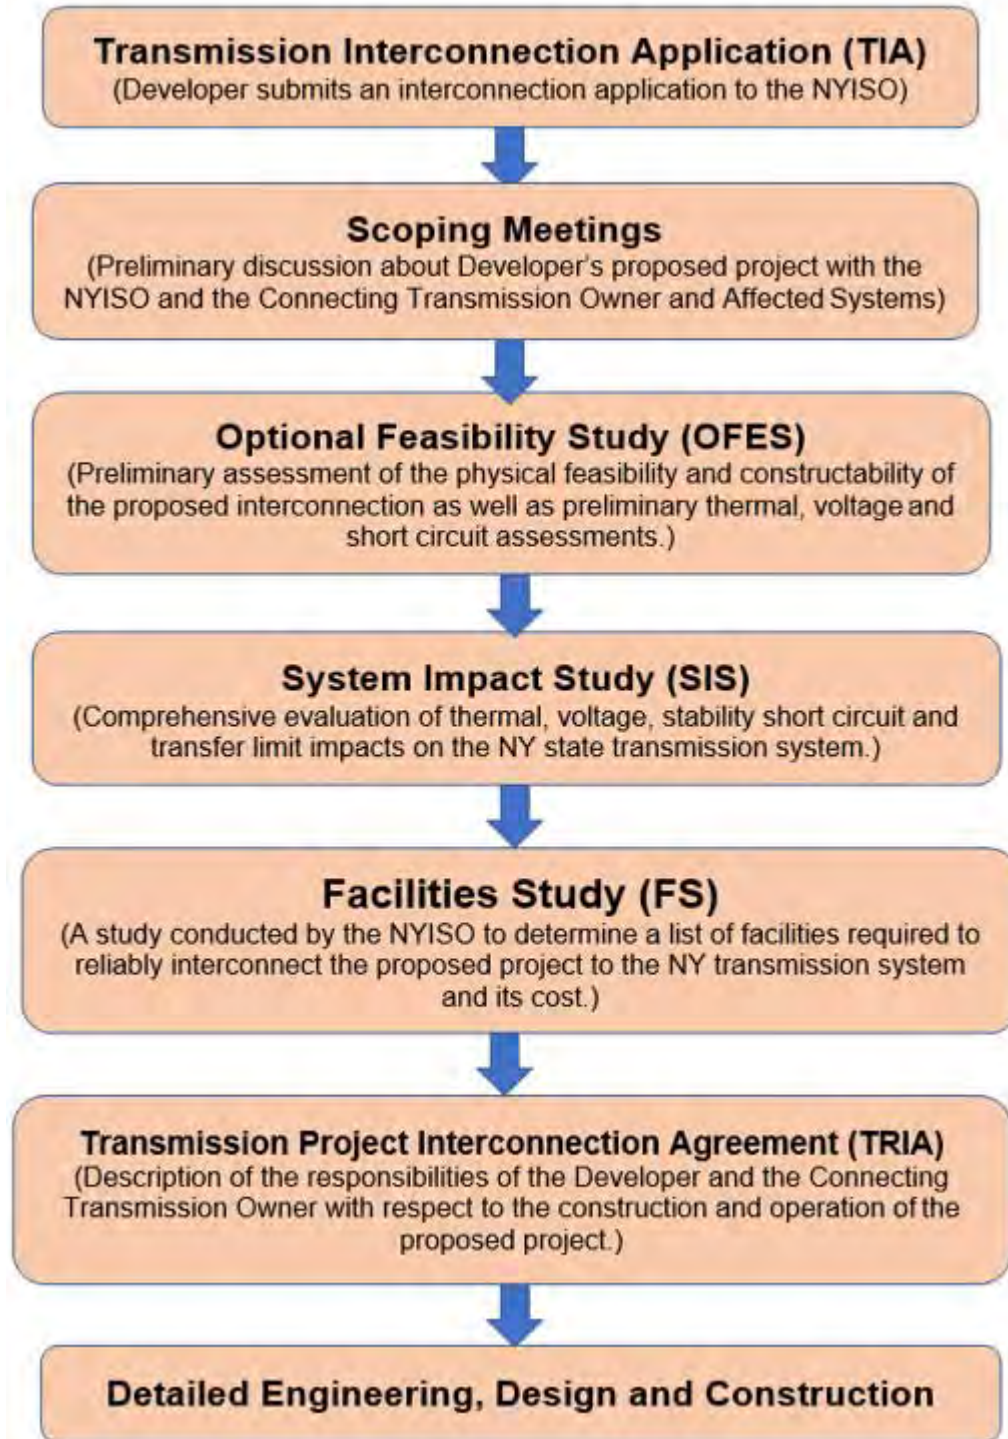 Transmission Interconnection Application (TIA)
(Developer submits an interconnection application to the NYISO)
Scoping Meetings
(Preliminary discussion about Developer's proposed project with the
NYISO and the Connecting Transmission Owner and Affected Systems)
Optional Feasibility Study (OFES)
(Preliminary assessment of the physical feasibility and constructability of
the proposed interconnection as well as preliminary thermal, voltage and
short circuit assessments.)
System Impact Study (SIS)
(Comprehensive evaluation of thermal, voltage, stability short circuit and
transfer limit impacts on the NY state transmission system.)
Facilities Study (FS)
(A study conducted by the NYISO to determine a list of facilities required to
reliably interconnect the proposed project to the NY transmission system
and its cost.)
Transmission Project Interconnection Agreement (TRIA)
(Description of the responsibilities of the Developer and the Connecting
Transmission Owner with respect to the construction and operation of the
proposed project.)
Detailed Engineering, Design and Construction